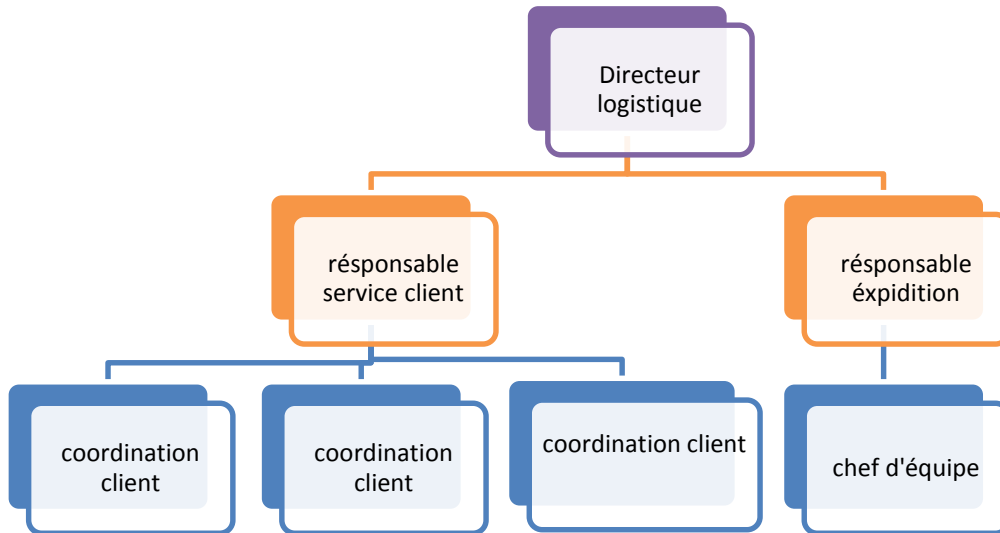 Directeur
logistique
résponsable
service client
résponsable
éxpidition
coordination
client
coordination
client
coordination client
chef d'équipe